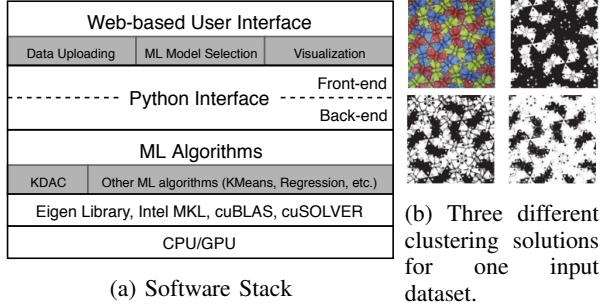 Web-based User Interface
Data Uploading
ML Model Selection
Visualization
Front-end
Python Interface
Back-end
ML Algorithms
KDAC
Other ML algorithms (KMeans, Regression, etc.)
Eigen Library, Intel MKL, cuBLAS, cuSOLVER
CPU/GPU
(a) Software Stack
(b) Three different
clustering solutions
for one input
dataset.